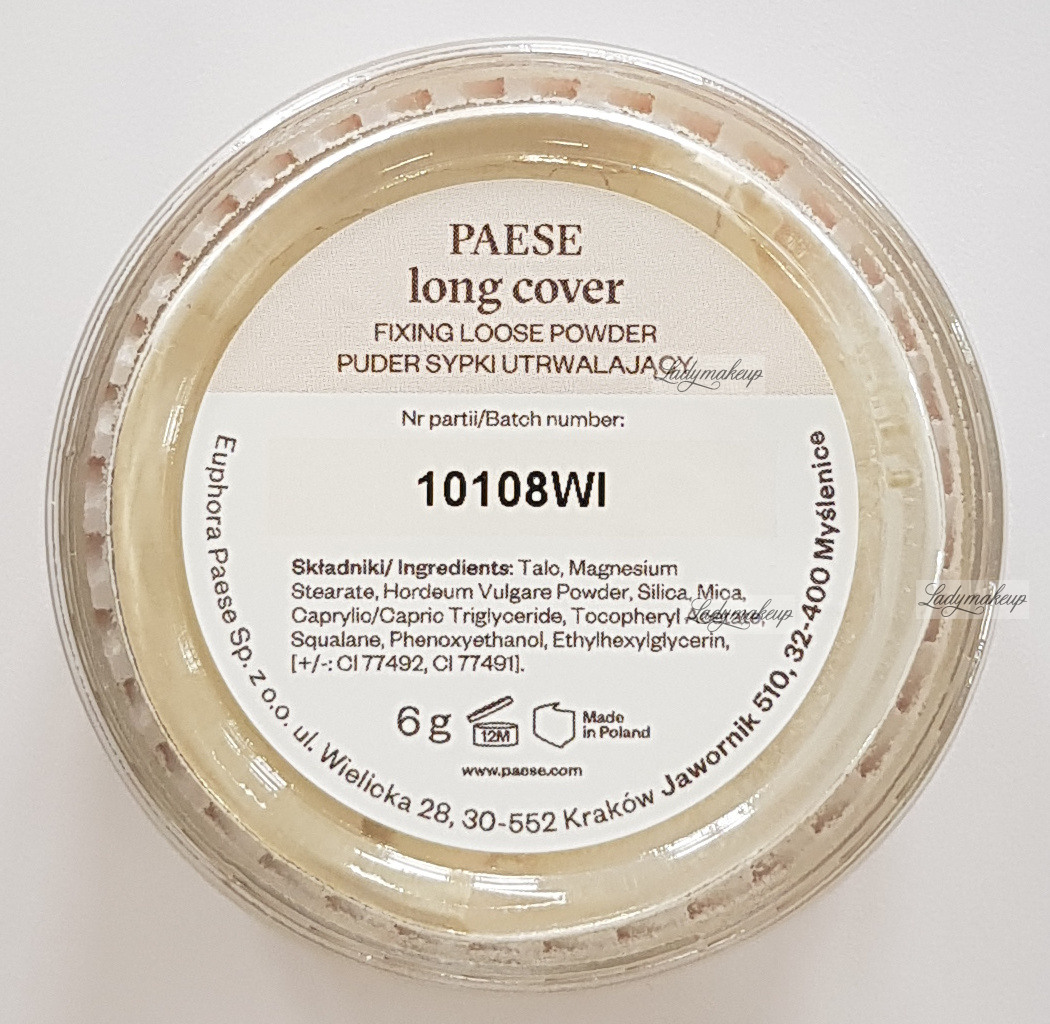 PAESE
long cover
FIXING LOOSE POWDER
PUDER SYPKI UTRWALAJĄCY
Ladymakeup
Nr partii/Batch number:
10108WI
Składniki/ Ingredients: Talc, Magnesium
Stearate, Hordeum Vulgare Powder, Silica, Mica,
Caprylic/Capric Triglyceride, Tocopheryl Acetate,
Ladymakeup
Squalane, Phenoxyethanol, Ethylhexylglycerin,
[+/-: CI 77492, CI 77491].
6 g
12M
Made
in Poland
www.paese.com
Euphora Paese Sp. z o.o. ul. Wielicka 28, 30-552 Kraków Jawornik 510, 32-400 Myślenice
Ladymakeup